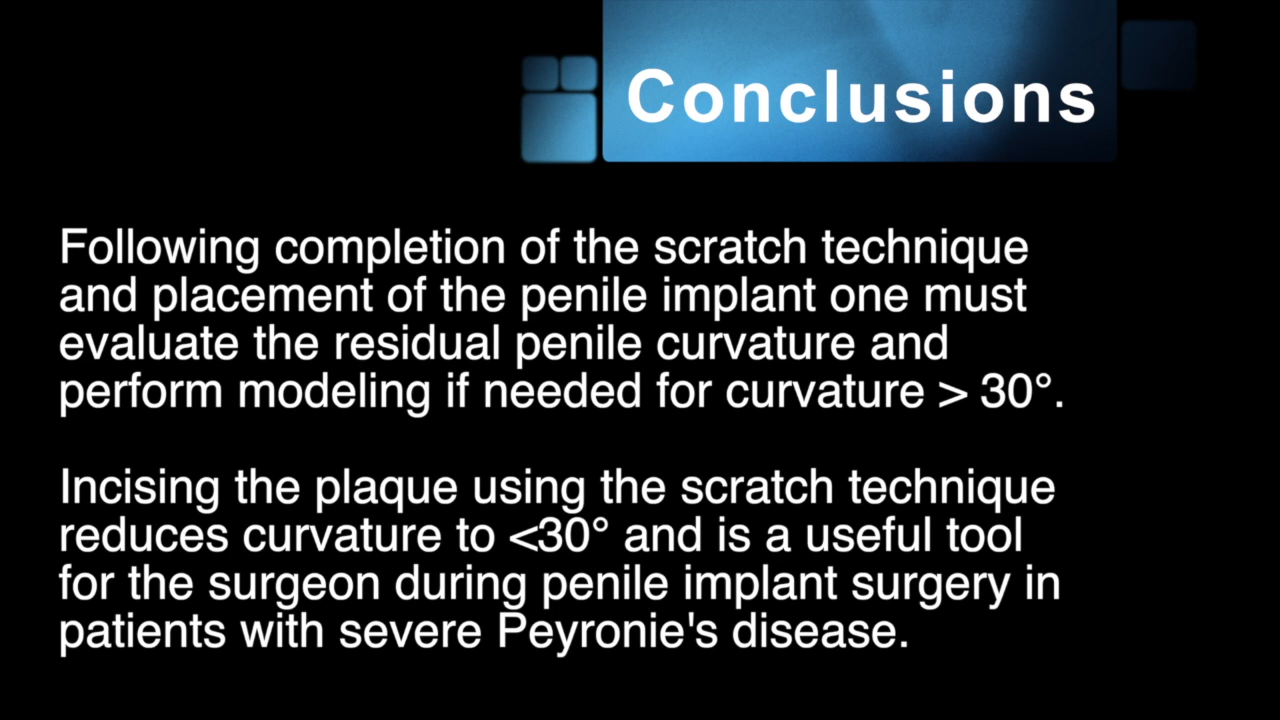 Conclusions
Following completion of the scratch technique
and placement of the penile implant one must
evaluate the residual penile curvature and
perform modeling if needed for curvature > 30°.
Incising the plaque using the scratch technique
reduces curvature to <30° and is a useful tool
for the surgeon during penile implant surgery in
patients with severe Peyronie's disease.